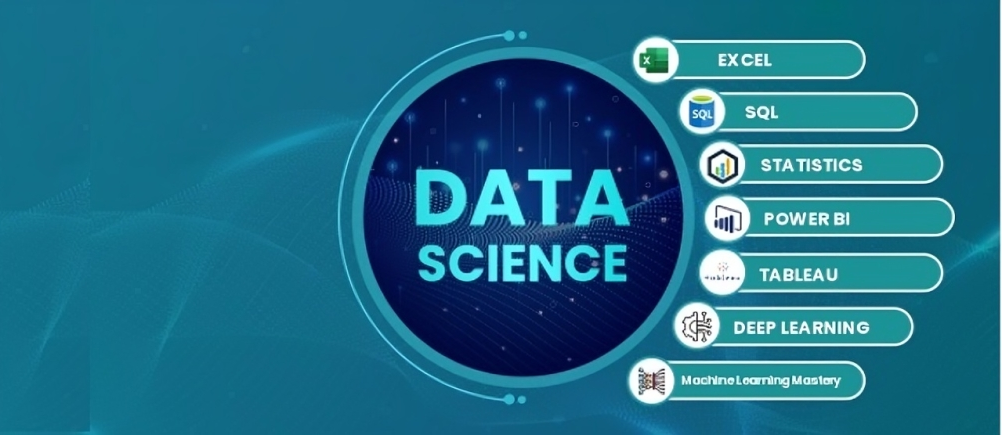 DATA
SCIENCE
EXCEL
SQL
SQL
STATISTICS
POWER BI
TABLEAU
DEEP LEARNING
Machine Learning Mastery